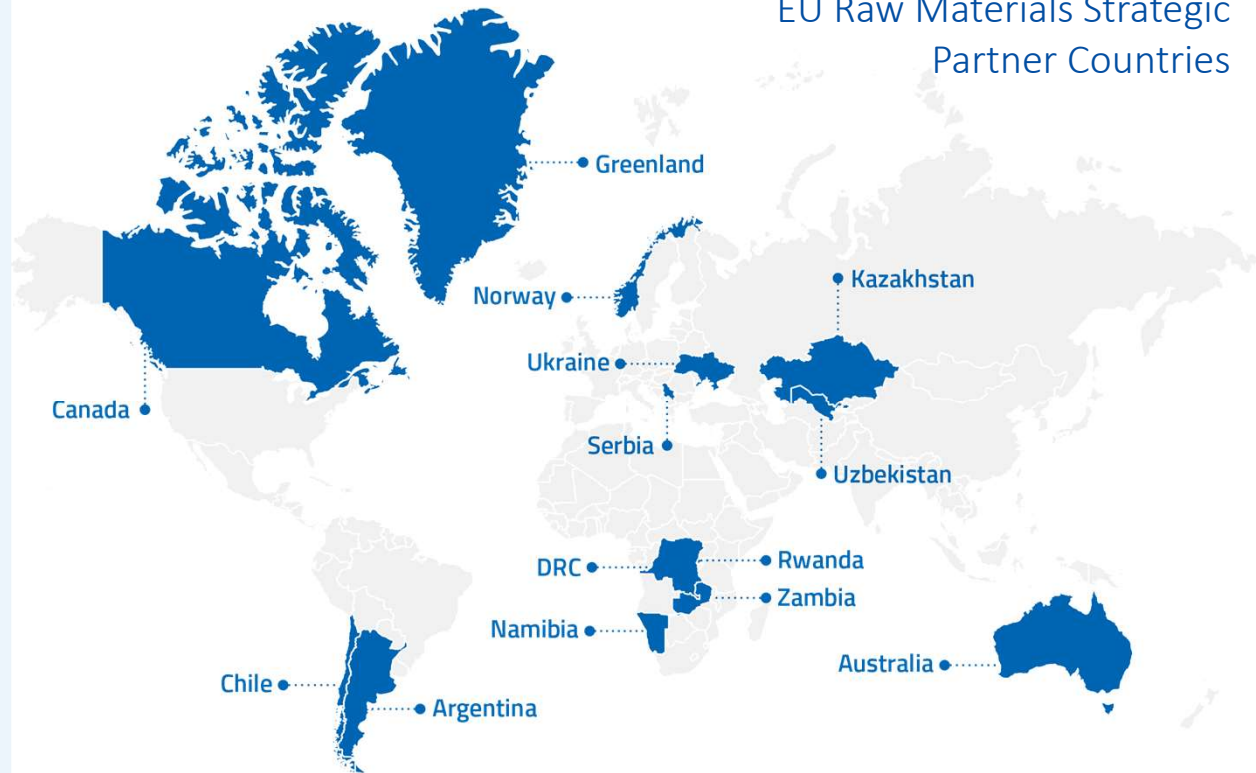 EU Raw Materials Strategic
Partner Countries
Greenland
Kazakhstan
Norway
Ukraine
Canada
Serbia
Uzbekistan
DRC
Rwanda
Zambia
Namibia
Australia
Chile
Argentina